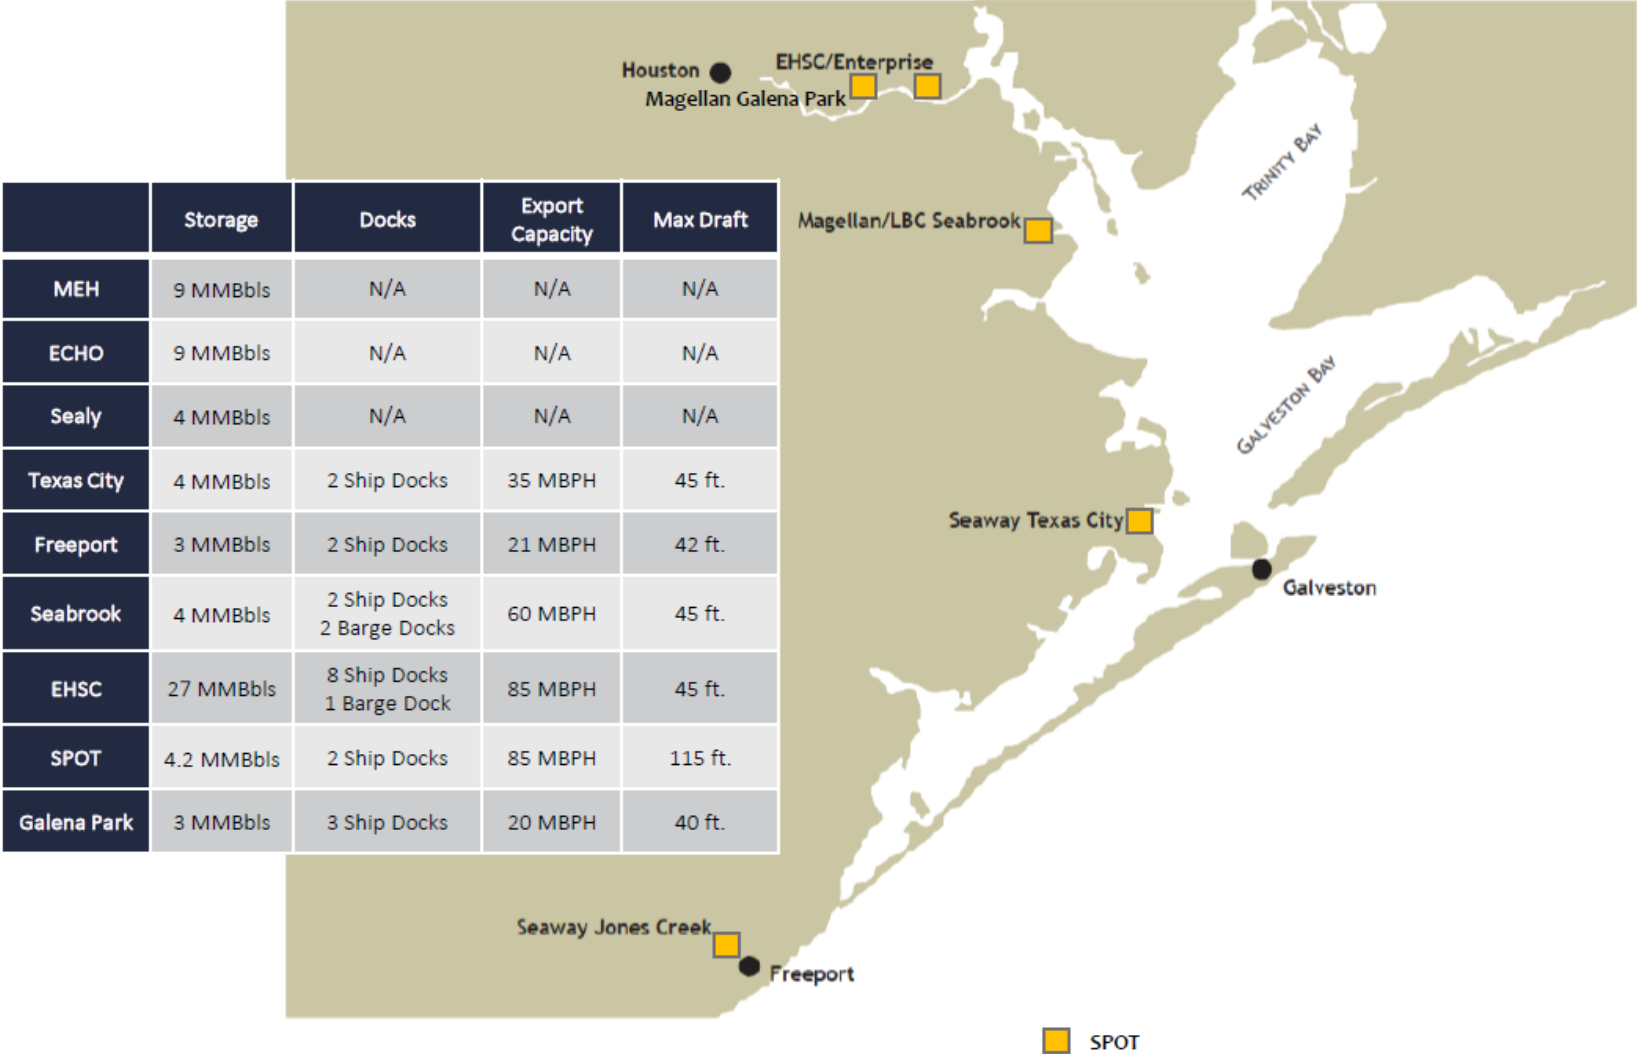 Houston
EHSC/Enterprise
Magellan Galena Park
TRINITY BAY
Magellan/LBC Seabrook
GALVESTON BAY
Seaway Texas City
Galveston
Seaway Jones Creek
Freeport
SPOT
Storage Docks Export Capacity Max Draft
MEH 9 MMBbls N/A N/A N/A
ECHO 9 MMBbls N/A N/A N/A
Sealy 4 MMBbls N/A N/A N/A
Texas City 4 MMBbls 2 Ship Docks 35 MBPH 45 ft.
Freeport 3 MMBbls 2 Ship Docks 21 MBPH 42 ft.
Seabrook 4 MMBbls 2 Ship Docks 2 Barge Docks 60 MBPH 45 ft.
EHSC 27 MMBbls 8 Ship Docks 1 Barge Dock 85 MBPH 45 ft.
SPOT 4.2 MMBbls 2 Ship Docks 85 MBPH 115 ft.
Galena Park 3 MMBbls 3 Ship Docks 20 MBPH 40 ft.